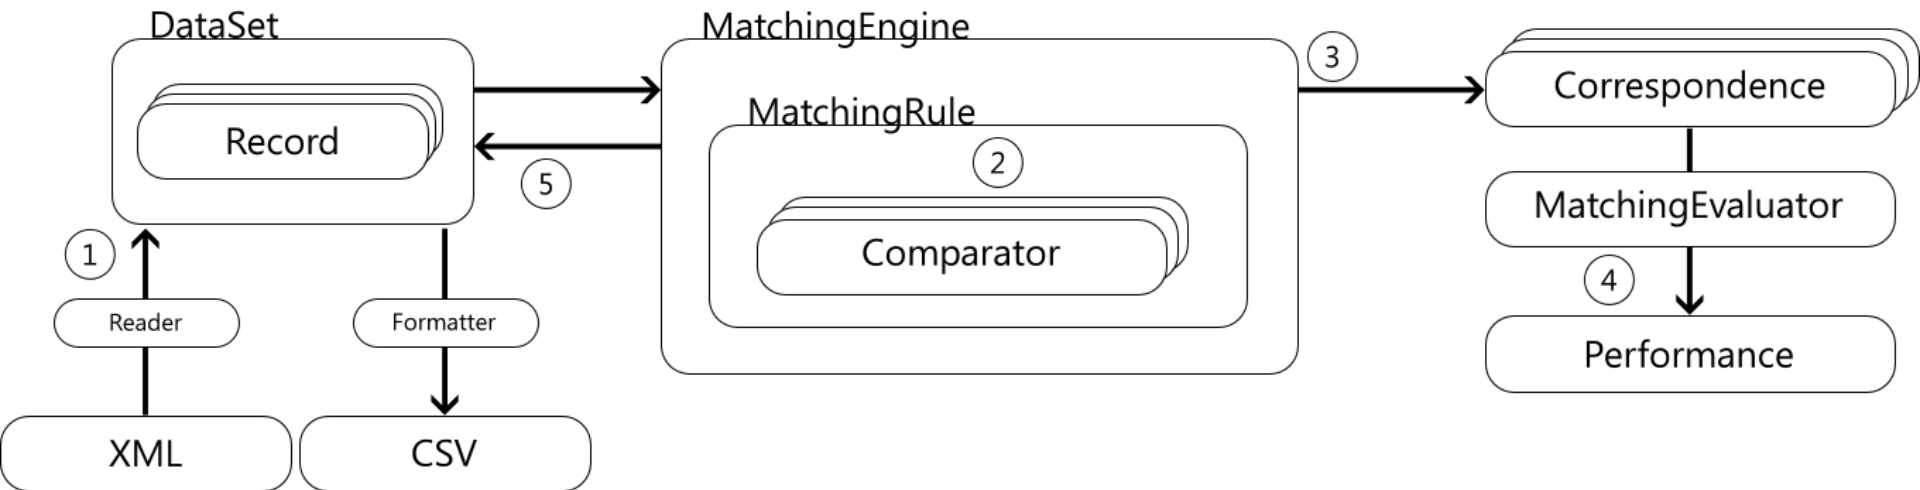 DataSet
MatchingEngine
3
Correspondence
Record
MatchingRule
2
5
Comparator
MatchingEvaluator
1
4
Reader
Formatter
Performance
XML
CSV